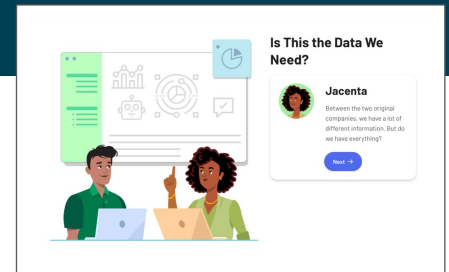 Is This the Data We
Need?
Jacenta
Between the two original
companies, we have a lot of
different information. But do
we have everything?
Next →